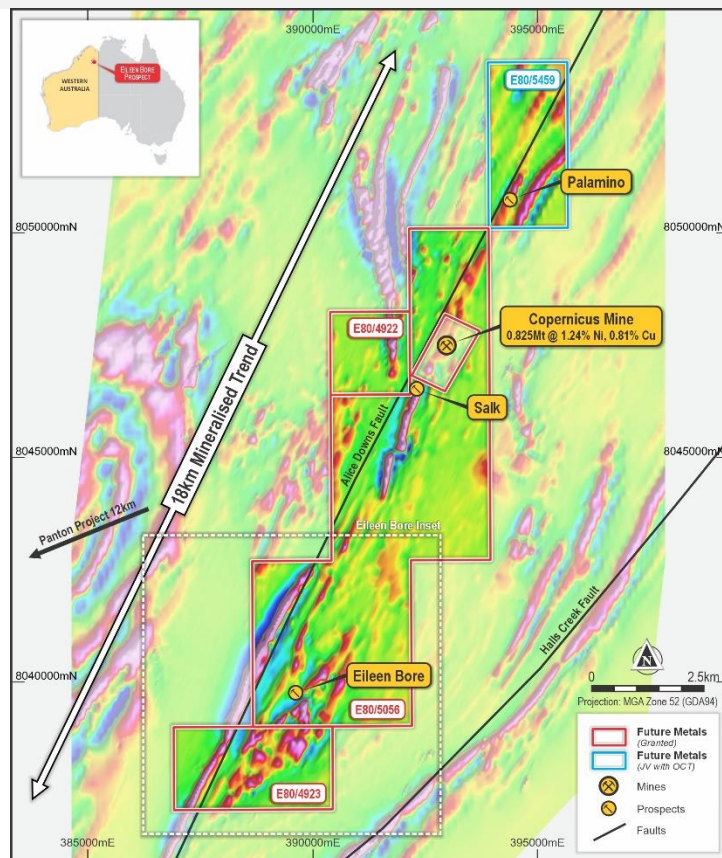 390000mE
395000mE
WESTERN
AUSTRALIA
EILEEN BORE
PROSPECT
E80/5459
Palamino
8050000mN
8050000mN
Copernicus Mine
0.825Mt @ 1.24% Ni, 0.81% Cu
E80/4922
Salk
18km Mineralised Trend
Alice Downs Fault
8045000mN
8045000mN
Panton Project 12km
Eileen Bore Inset
Halls Creek Fault
8040000mN
8040000mN
Eileen Bore
E80/5056
E80/4923
N
0
2.5km
Projection: MGA Zone 52 (GDA94)
Future Metals
(Granted)
Future Metals
(JV with OCT)
Mines
Prospects
Faults
385000mE
390000mE
395000mE